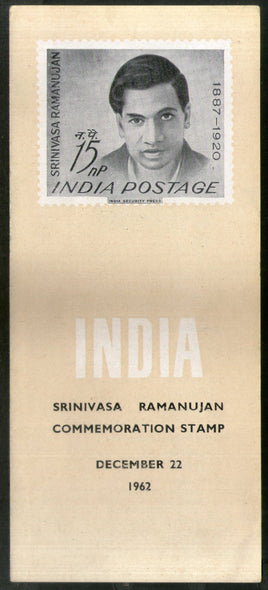 SRINIVASA RAMANUJAN
1887-1920
न. पै.
15 nP
INDIA POSTAGE
INDIA SECURITY PRESS
INDIA
SRINIVASA RAMANUJAN
COMMEMORATION STAMP
DECEMBER 22
1962